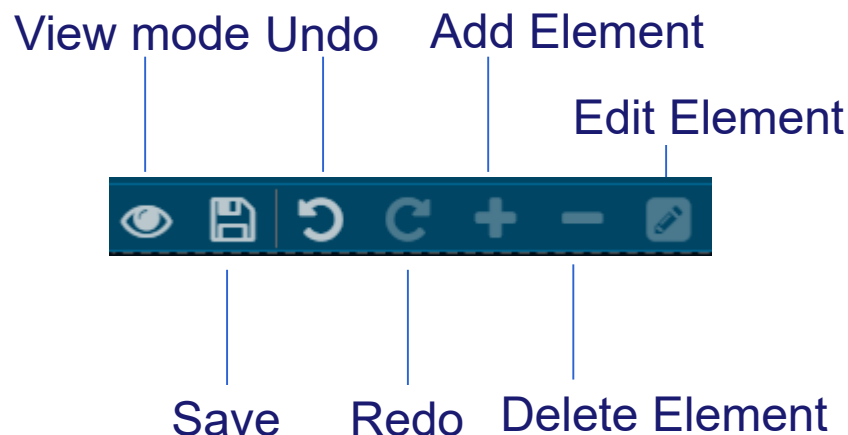 View mode Undo Add Element
Edit Element
Save Redo Delete Element